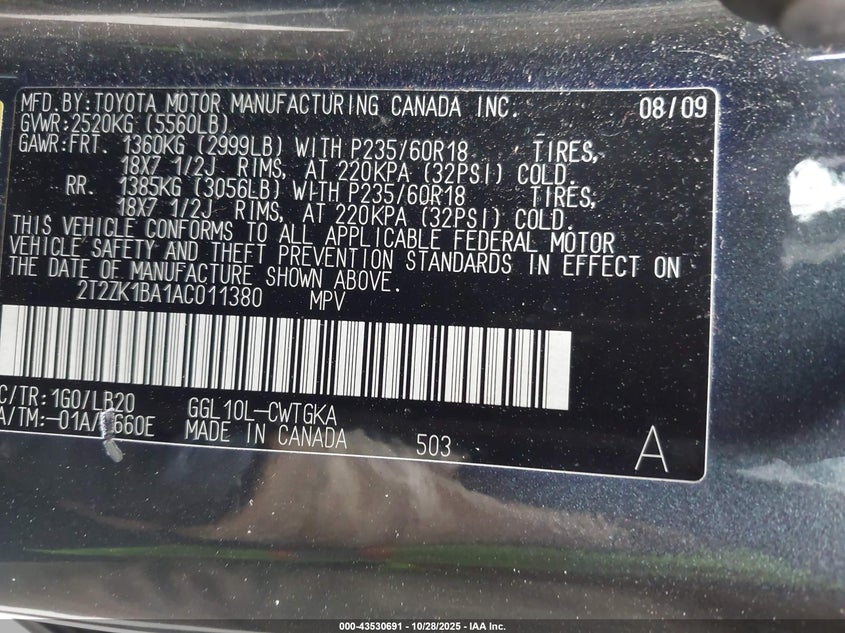 MFD.BY:TOYOTA MOTOR MANUFACTURING CANADA INC. 08/09
GVWR:2520KG (5560LB)
GAWR:FRT. 1360KG (2999LB) WITH P235/60R18 TIRES,
18X7 1/2J RIMS, AT 220KPA (32PSI) COLD.
RR. 1385KG (3056LB) WITH P235/60R18 TIRES,
18X7 1/2J RIMS, AT 220KPA (32PSI) COLD.
THIS VEHICLE CONFORMS TO ALL APPLICABLE FEDERAL MOTOR
VEHICLE SAFETY AND THEFT PREVENTION STANDARDS IN EFFECT ON
THE DATE OF MANUFACTURE SHOWN ABOVE.
2T2ZK1BA1AC011380 MPV
C/TR:1G0/LB20 GGL10L-CWTGKA
A/TM:-01A/ 660E MADE IN CANADA 503 A
000-43530691 - 10/28/2025 - IAA Inc.